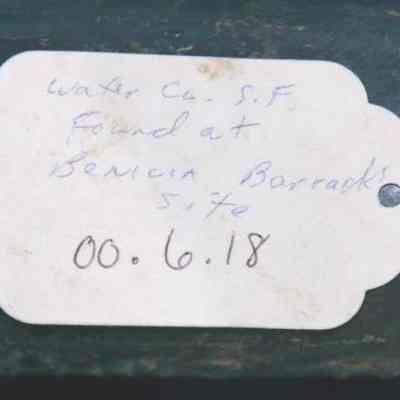 Water Co. S.F.
Found at
Benicia Barracks
Site
00.6.18